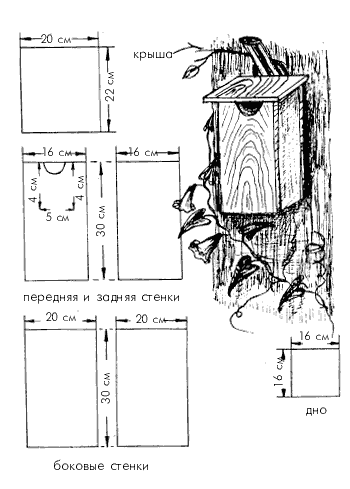 20 см
крыша
22 см
16 см
16 см
4 см
4 см
5 см
30 см
передняя и задняя стенки
20 см
20 см
30 см
16 см
16 см
дно
боковые стенки